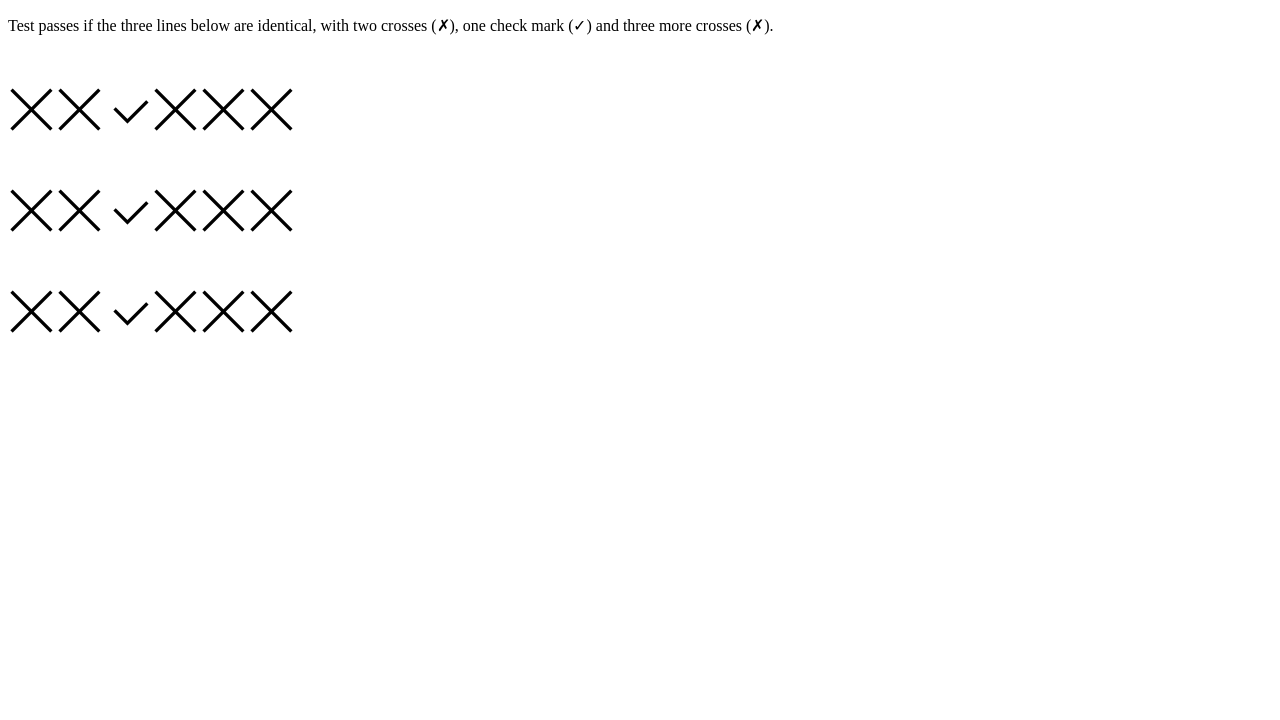 Test passes if the three lines below are identical, with two crosses (✗), one check mark (✓) and three more crosses (✗).
✗✗✓✗✗✗
✗✗✓✗✗✗
✗✗✓✗✗✗